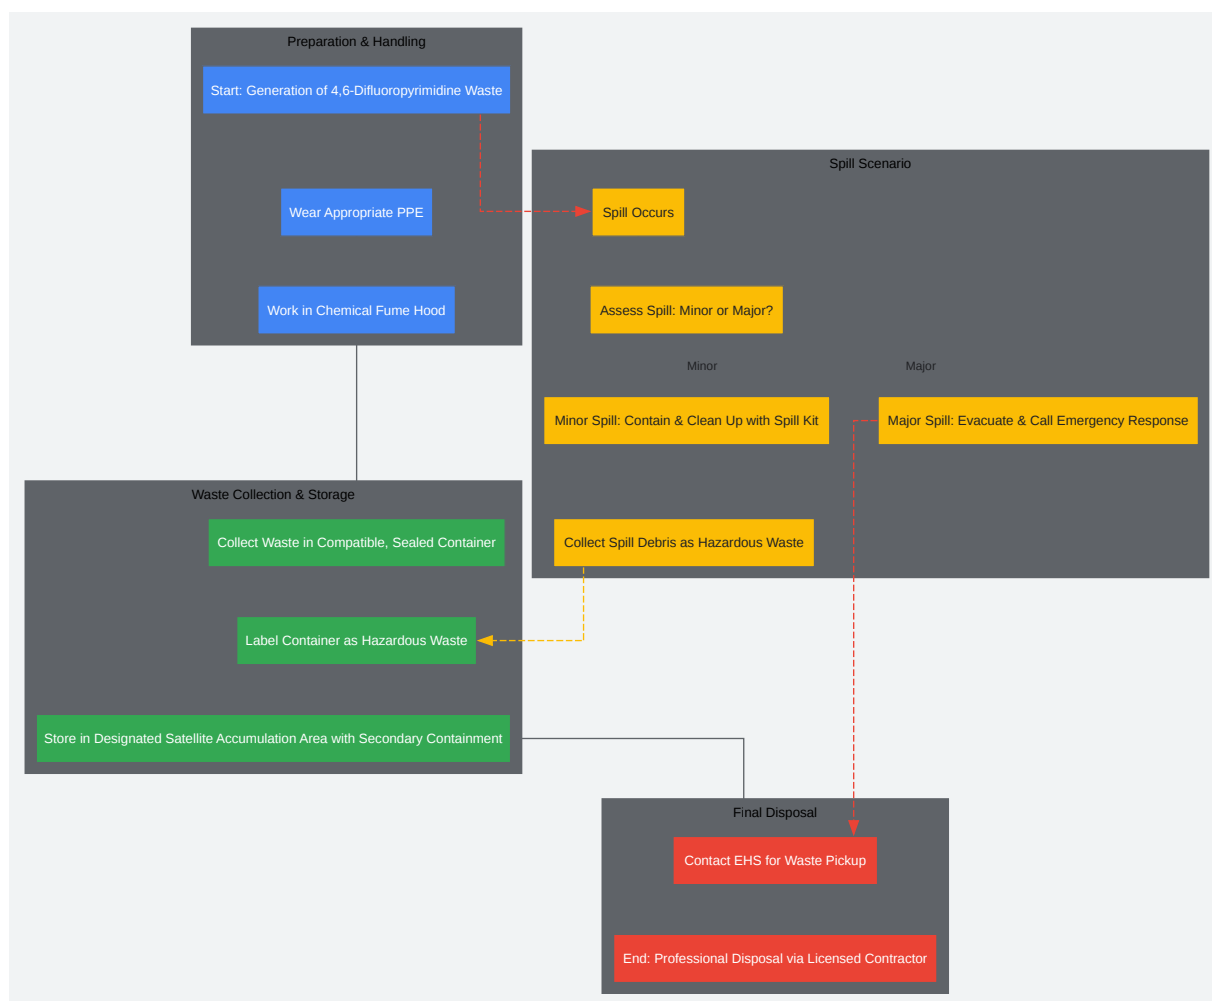 Preparation & Handling
Start: Generation of 4,6-Difluoropyrimidine Waste
Wear Appropriate PPE
Work in Chemical Fume Hood
Spill Scenario
Spill Occurs
Assess Spill: Minor or Major?
Minor
Major
Minor Spill: Contain & Clean Up with Spill Kit
Major Spill: Evacuate & Call Emergency Response
Collect Spill Debris as Hazardous Waste
Waste Collection & Storage
Collect Waste in Compatible, Sealed Container
Label Container as Hazardous Waste
Store in Designated Satellite Accumulation Area with Secondary Containment
Final Disposal
Contact EHS for Waste Pickup
End: Professional Disposal via Licensed Contractor